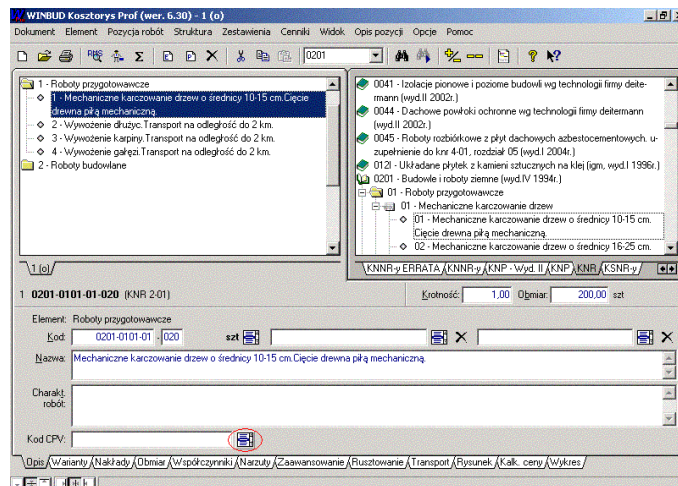 WINBUD Kosztorys Prof (wer. 6.30) - 1 (o)
Dokument Element Pozycja robót Struktura Zestawienia Cenniki Widok Opis pozycji Opcje Pomoc
0201
1 - Roboty przygotowawcze
1 - Mechaniczne karczowanie drzew o średnicy 10-15 cm.Cięcie
drewna piłą mechaniczną.
2 - Wywożenie dłużyc.Transport na odległość do 2 km.
3 - Wywożenie karpiny.Transport na odległość do 2 km.
4 - Wywożenie gałęzi.Transport na odległość do 2 km.
2 - Roboty budowlane
1 (o)
0041 - Izolacje pionowe i poziome budowli wg technologii firmy deite-
rmann (wyd.II 2002r.)
0044 - Dachowe powłoki ochronne wg technologii firmy deitermann
(wyd.II 2002r.)
0045 - Roboty rozbiórkowe z płyt dachowych azbestocementowych. u-
zupełnienie do knr 4-01, rozdział 05 (wyd.I 2004r.)
012I - Układane płytek z kamieni sztucznych na klej (igm, wyd.I 1996r.)
0201 - Budowle i roboty ziemne (wyd.IV 1994r.)
01 - Roboty przygotowawcze
01 - Mechaniczne karczowanie drzew
01 - Mechaniczne karczowanie drzew o średnicy 10-15 cm.
Cięcie drewna piłą mechaniczną.
02 - Mechaniczne karczowanie drzew o średnicy 16-25 cm.
KNNR-y ERRATA KNNR-y KNP - Wyd. II KNP KNR KSNR-y
1 0201-0101-01-020 (KNR 2-01) Krotność: 1,00 Obmiar: 200,00 szt
Element: Roboty przygotowawcze
Kod: 0201-0101-01 - 020 szt
Nazwa: Mechaniczne karczowanie drzew o średnicy 10-15 cm.Cięcie drewna piłą mechaniczną.
Charakt.
robót:
Kod CPV:
Opis Warianty Nakłady Obmiar Współczynniki Narzuty Zaawansowanie Rusztowanie Transport Rysunek Kalk. ceny Wykres